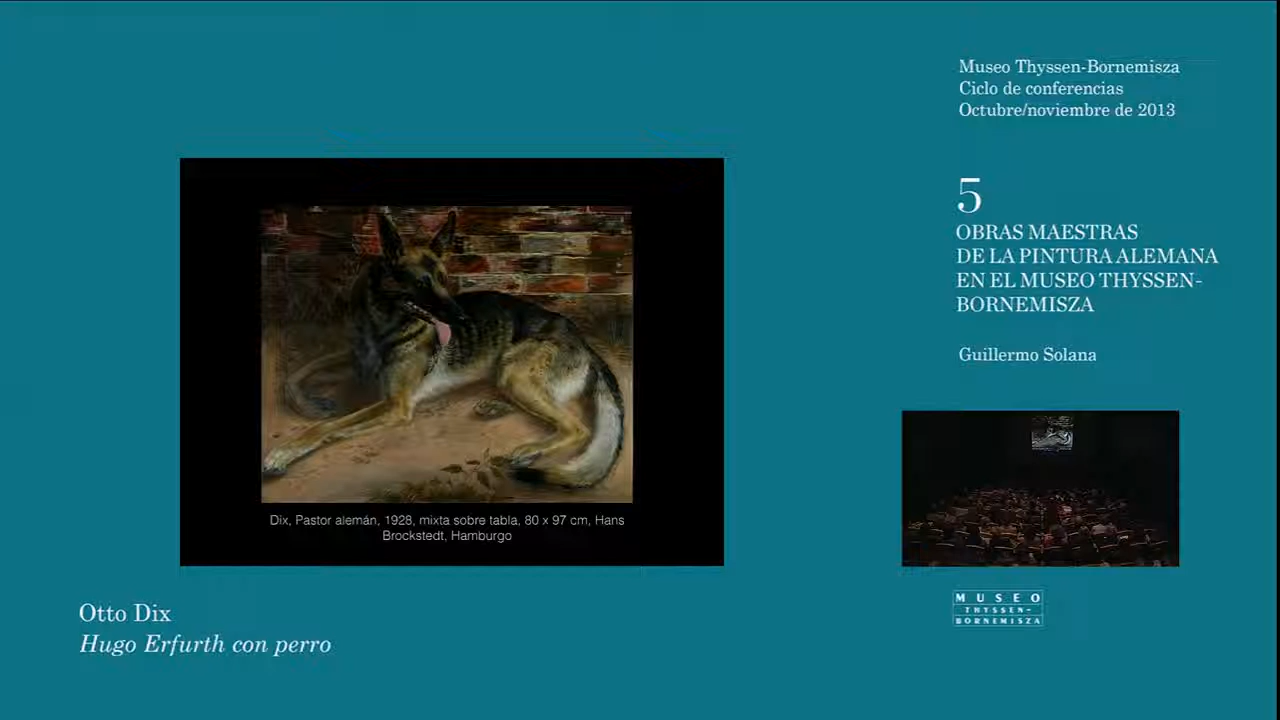 Museo Thyssen-Bornemisza
Ciclo de conferencias
Octubre/noviembre de 2013
5
OBRAS MAESTRAS
DE LA PINTURA ALEMANA
EN EL MUSEO THYSSEN-
BORNEMISZA
Guillermo Solana
Dix, Pastor alemán, 1928, mixta sobre tabla, 80 x 97 cm, Hans
Brockstedt, Hamburgo
Otto Dix
Hugo Erfurth con perro
MUSEO
THYSSEN-
BORNEMISZA